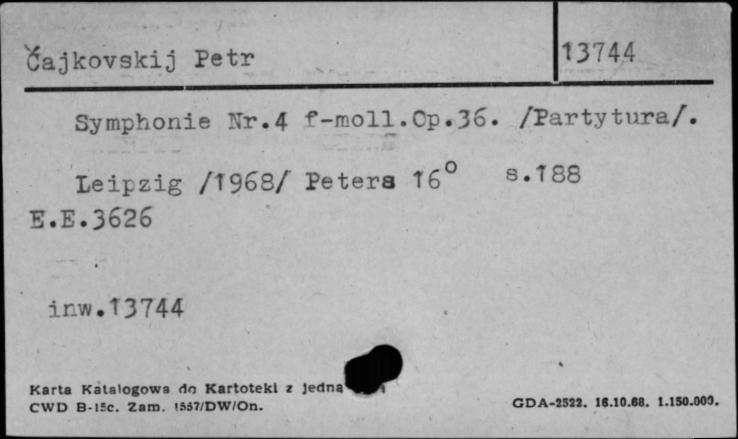 Čajkovskij Petr
13744
Symphonie Nr.4 f-moll.Op.36. /Partytura/.
Leipzig /1968/ Peters 16° s.188
E.E.3626
inw.13744
Karta Katalogowa do Kartoteki z jedną
CWD B-15c. Zam. 1557/DW/On.
GDA-2522. 16.10.68. 1.150.000.